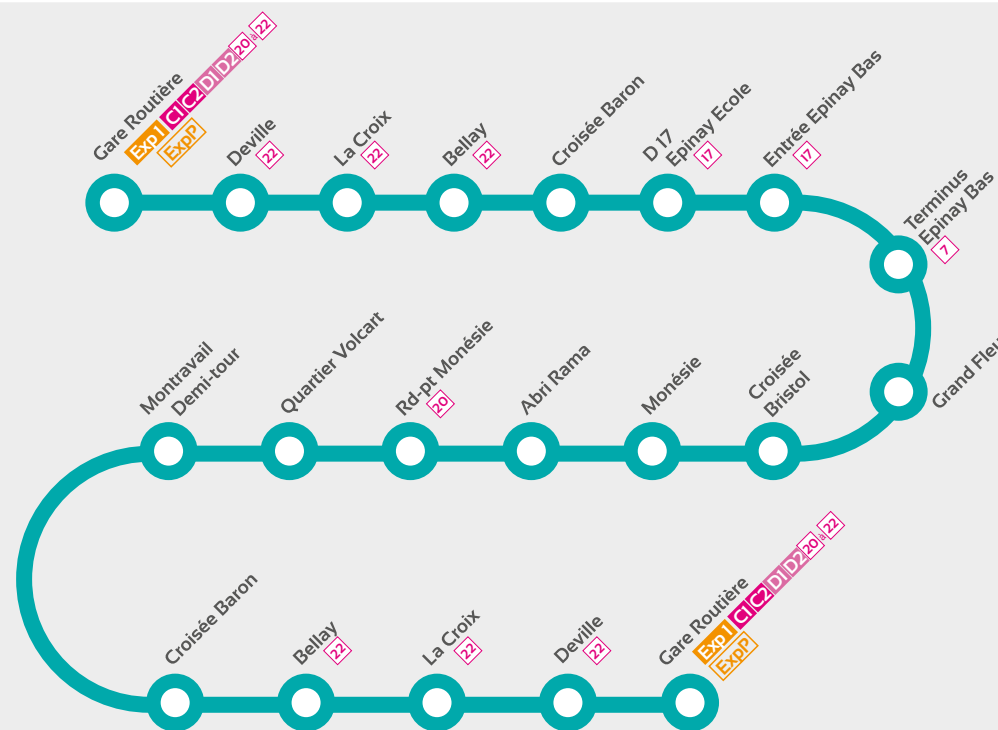 Gare Routière
Exp1 C1 C2 D1 D2 20 à 22
ExpP
Deville
22
La Croix
22
Bellay
22
Croisée Baron
D 17
Epinay Ecole
17
Entrée Epinay Bas
17
Terminus
Epinay Bas
7
Grand Fleu
Croisée
Bristol
Monésie
Abri Rama
Rd-pt Monésie
20
Quartier Volcart
Montravail
Demi-tour
Croisée Baron
Bellay
22
La Croix
22
Deville
22
Gare Routière
Exp1 C1 C2 D1 D2 20 à 22
ExpP